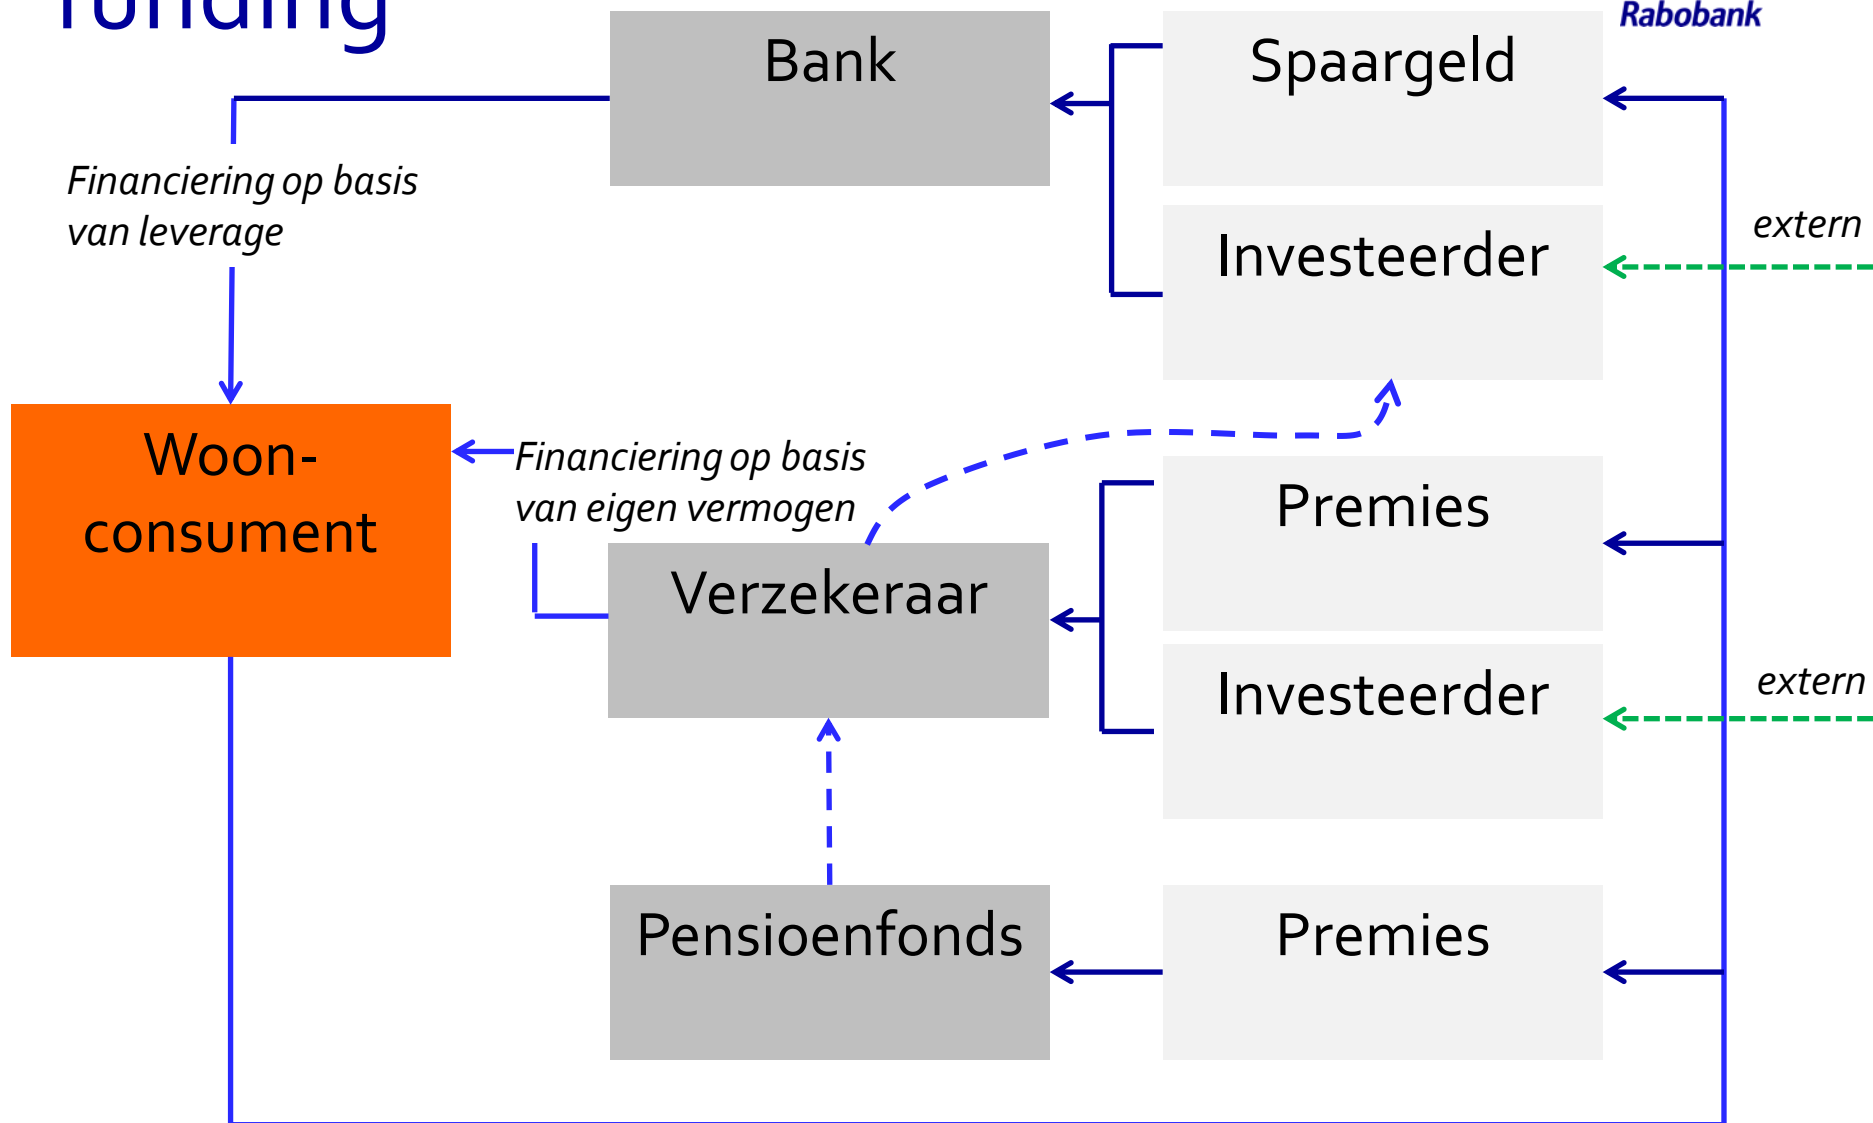 funding
Rabobank
Bank
Spaargeld
Financiering op basis
van leverage
extern
Investeerder
Woon-
consument
Financiering op basis
van eigen vermogen
Premies
Verzekeraar
Investeerder
extern
Pensioenfonds
Premies